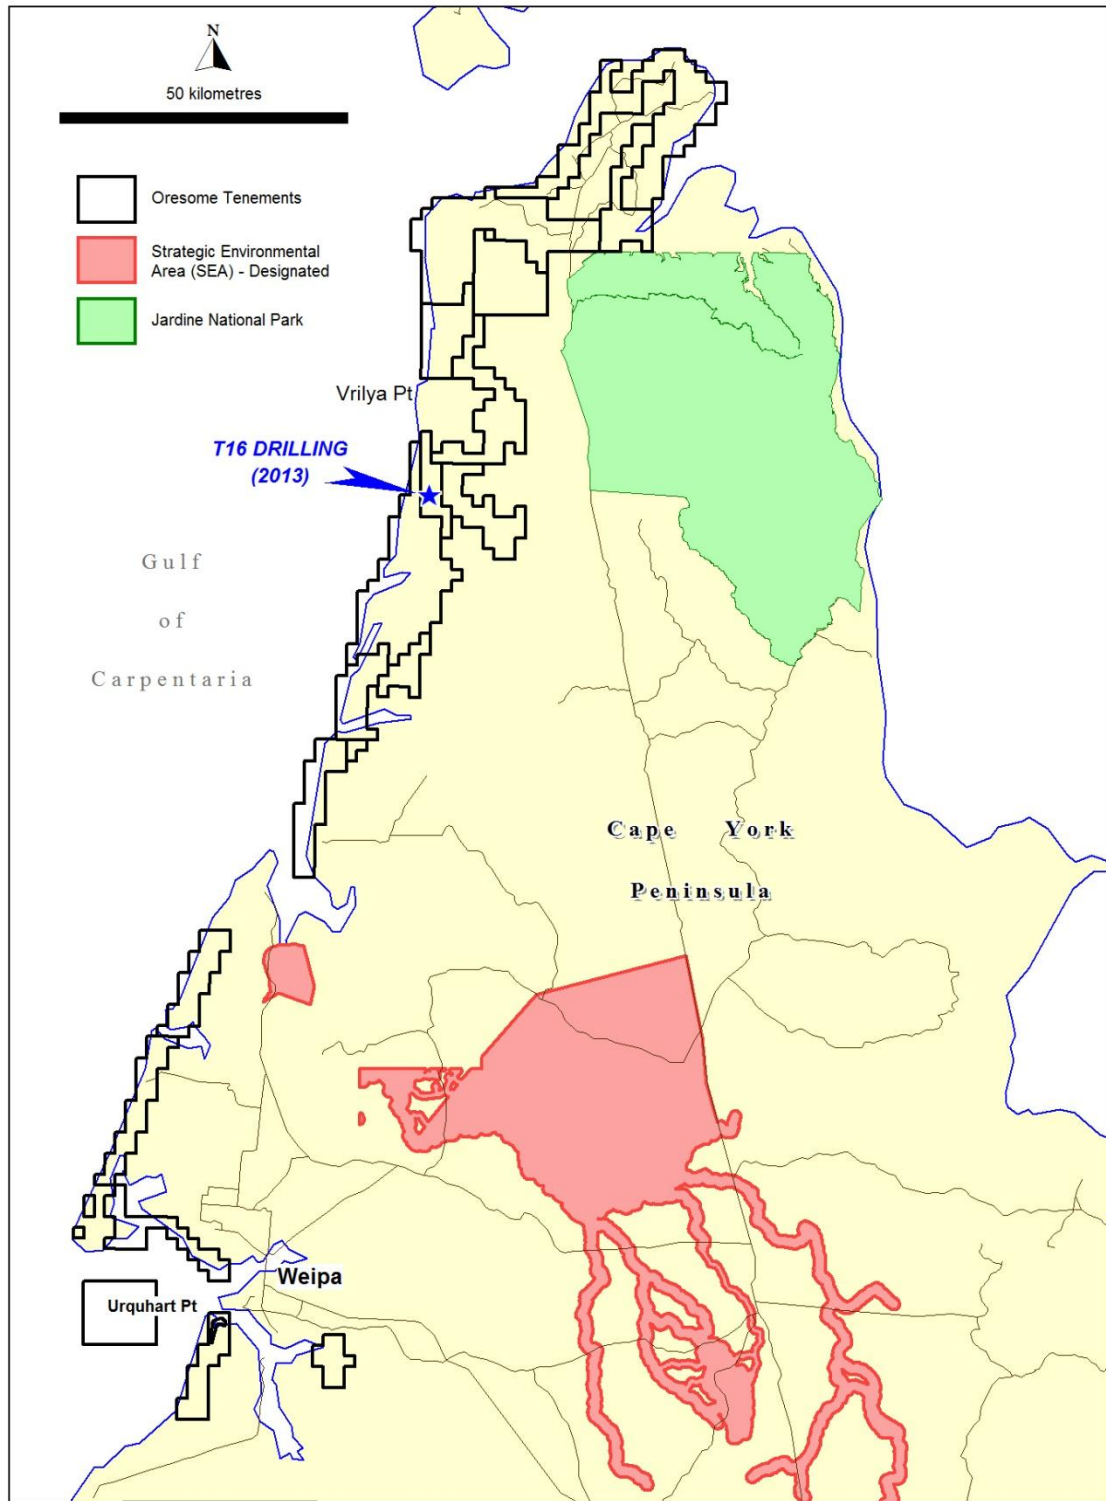 N
50 kilometres
Oresome Tenements
Strategic Environmental
Area (SEA) - Designated
Jardine National Park
Vrilya Pt
T16 DRILLING
(2013)
Gulf
of
Carpentaria
Cape York
Peninsula
Weipa
Urquhart Pt